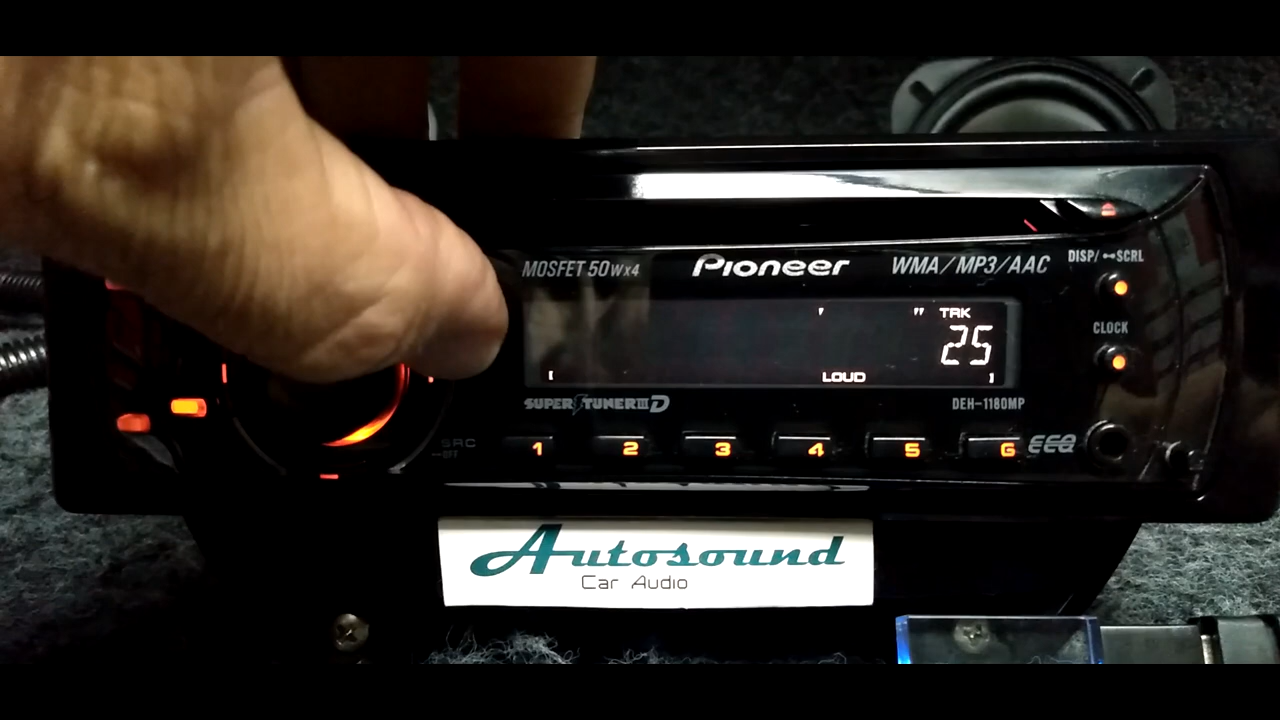 MOSFET 50Wx4
Pioneer
WMA/MP3/AAC
DISP/ SCRL
' " TRK
25
CLOCK
[ LOUD ]
SUPER TUNER III D
DEH-1180MP
SRC
OFF
1 2 3 4 5 6
EEQ
Autosound
Car Audio